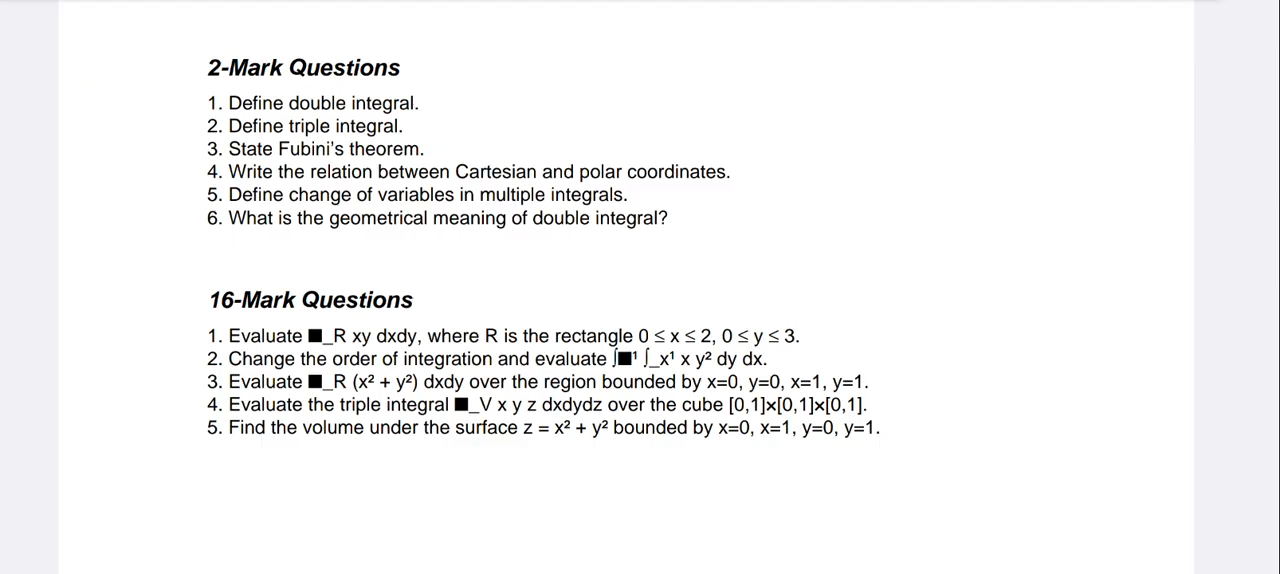 2-Mark Questions
1. Define double integral.
2. Define triple integral.
3. State Fubini's theorem.
4. Write the relation between Cartesian and polar coordinates.
5. Define change of variables in multiple integrals.
6. What is the geometrical meaning of double integral?
16-Mark Questions
1. Evaluate ■_R xy dxdy, where R is the rectangle 0 ≤ x ≤ 2, 0 ≤ y ≤ 3.
2. Change the order of integration and evaluate ∫■¹ ∫_x¹ x y² dy dx.
3. Evaluate ■_R (x² + y²) dxdy over the region bounded by x=0, y=0, x=1, y=1.
4. Evaluate the triple integral ■_V x y z dxdydz over the cube [0,1]×[0,1]×[0,1].
5. Find the volume under the surface z = x² + y² bounded by x=0, x=1, y=0, y=1.